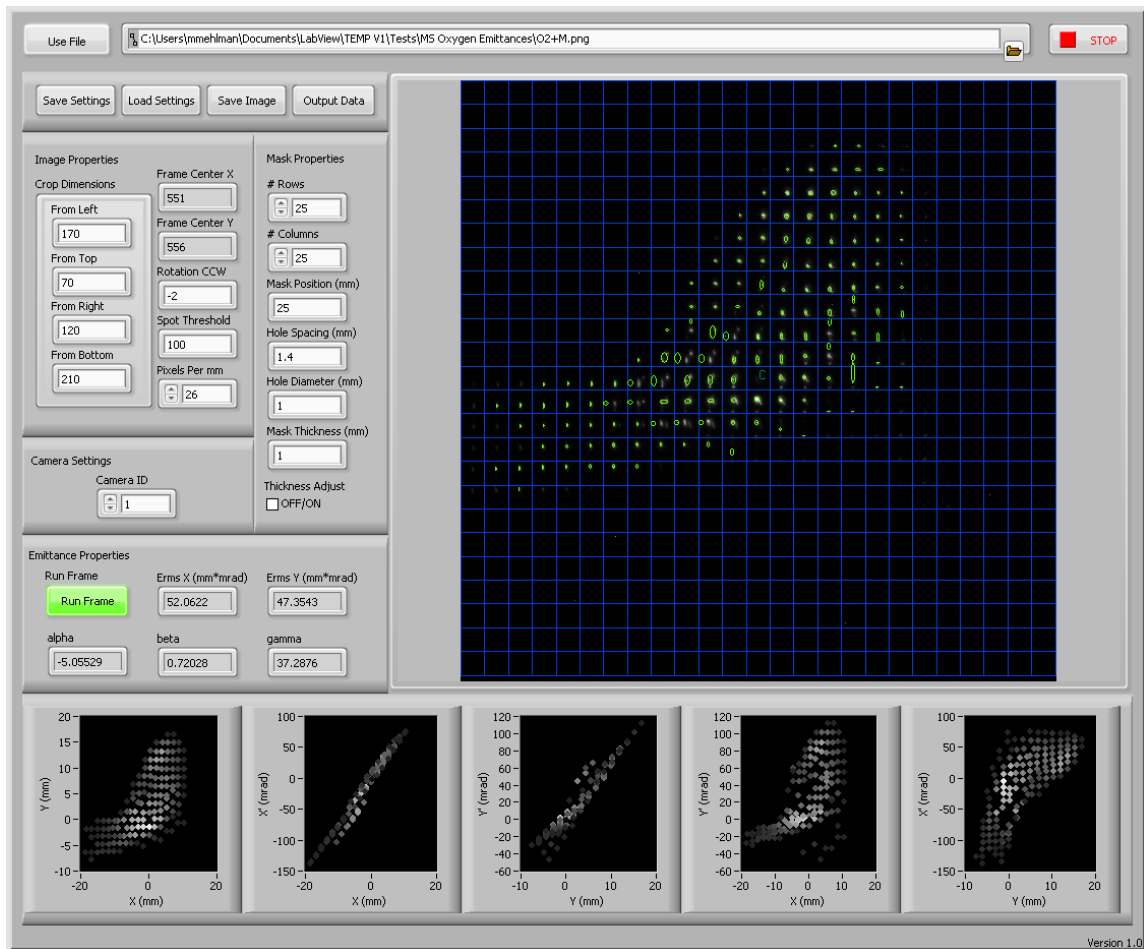 Use File
C:\Users\mmehlman\Documents\LabView\TEMP V1\Tests\MS Oxygen Emittances\O2+M.png
STOP
Save Settings
Load Settings
Save Image
Output Data
Image Properties
Crop Dimensions
From Left
170
From Top
70
From Right
120
From Bottom
210
Frame Center X
551
Frame Center Y
556
Rotation CCW
-2
Spot Threshold
100
Pixels Per mm
26
Mask Properties
# Rows
25
# Columns
25
Mask Position (mm)
25
Hole Spacing (mm)
1.4
Hole Diameter (mm)
1
Mask Thickness (mm)
1
Thickness Adjust
OFF/ON
Camera Settings
Camera ID
1
C
Emittance Properties
Run Frame
Run Frame
Erms X (mm*mrad)
52.0622
Erms Y (mm*mrad)
47.3543
alpha
-5.05529
beta
0.72028
gamma
37.2876
20
15
10
5
0
-5
-10
Y (mm)
-20 0 20
X (mm)
100
50
0
-50
-100
-150
X' (mrad)
-20 0 20
X (mm)
120
100
80
60
40
20
0
-20
-40
-60
Y' (mrad)
-10 0 10 20
Y (mm)
120
100
80
60
40
20
0
-20
-40
-60
Y' (mrad)
-20 -10 0 10 20
X (mm)
100
50
0
-50
-100
-150
X' (mrad)
-10 0 10 20
Y (mm)
Version 1.0